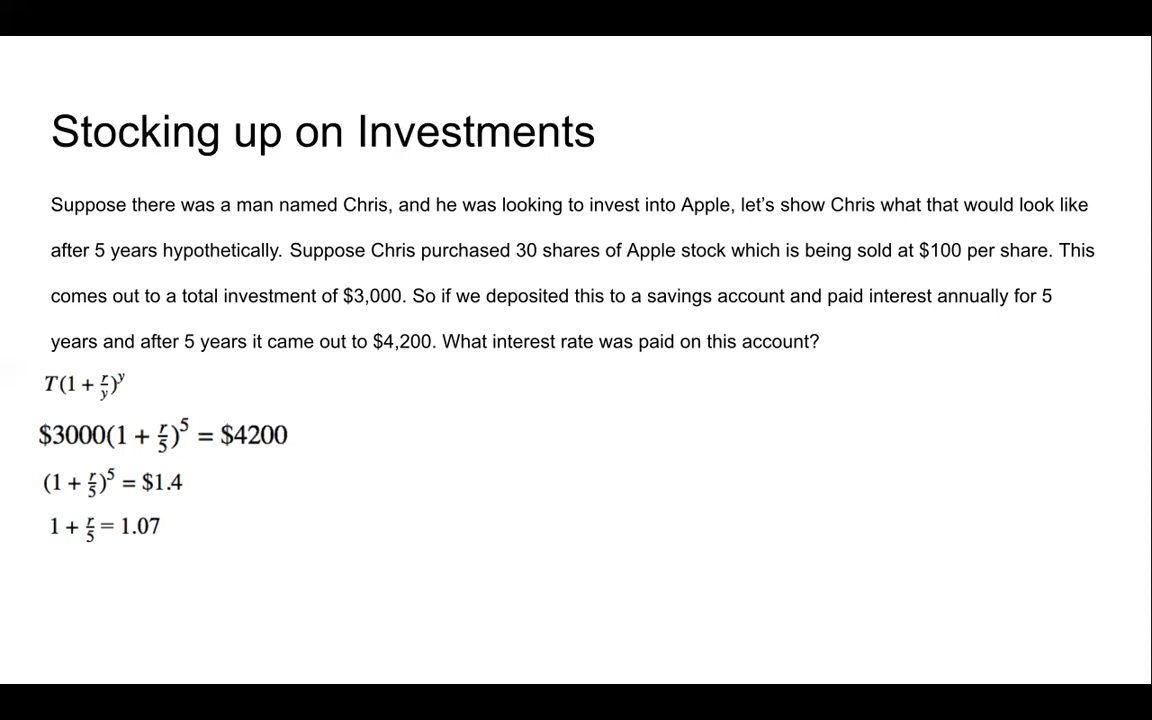 Stocking up on Investments
Suppose there was a man named Chris, and he was looking to invest into Apple, let's show Chris what that would look like
after 5 years hypothetically. Suppose Chris purchased 30 shares of Apple stock which is being sold at $100 per share. This
comes out to a total investment of $3,000. So if we deposited this to a savings account and paid interest annually for 5
years and after 5 years it came out to $4,200. What interest rate was paid on this account?
T(1 + r/y)^y
$3000(1 + r/5)^5 = $4200
(1 + r/5)^5 = $1.4
1 + r/5 = 1.07